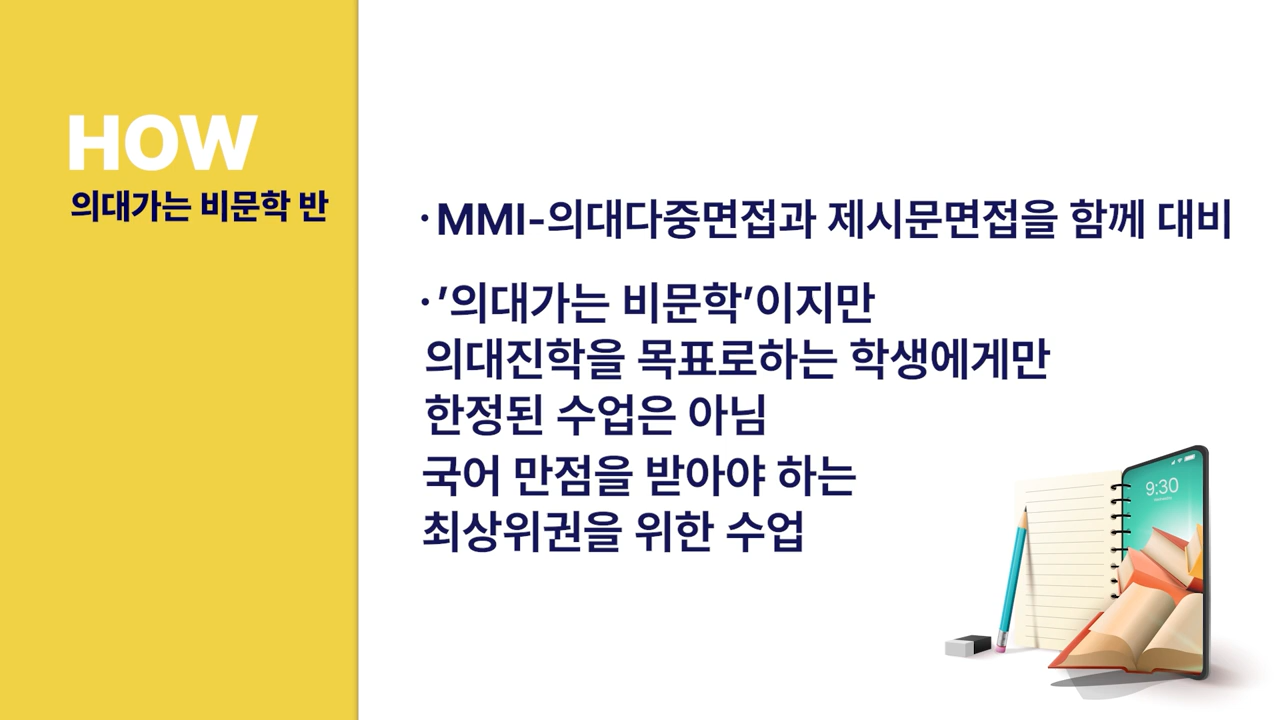 HOW
의대가는 비문학 반
·MMI-의대다중면접과 제시문면접을 함께 대비
·'의대가는 비문학'이지만
의대진학을 목표로하는 학생에게만
한정된 수업은 아님
국어 만점을 받아야 하는
최상위권을 위한 수업
9:30